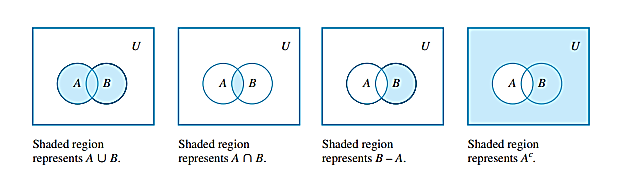 U
A B
Shaded region
represents A ∪ B.
U
A B
Shaded region
represents A ∩ B.
U
A B
Shaded region
represents B – A.
U
A B
Shaded region
represents Aᶜ.